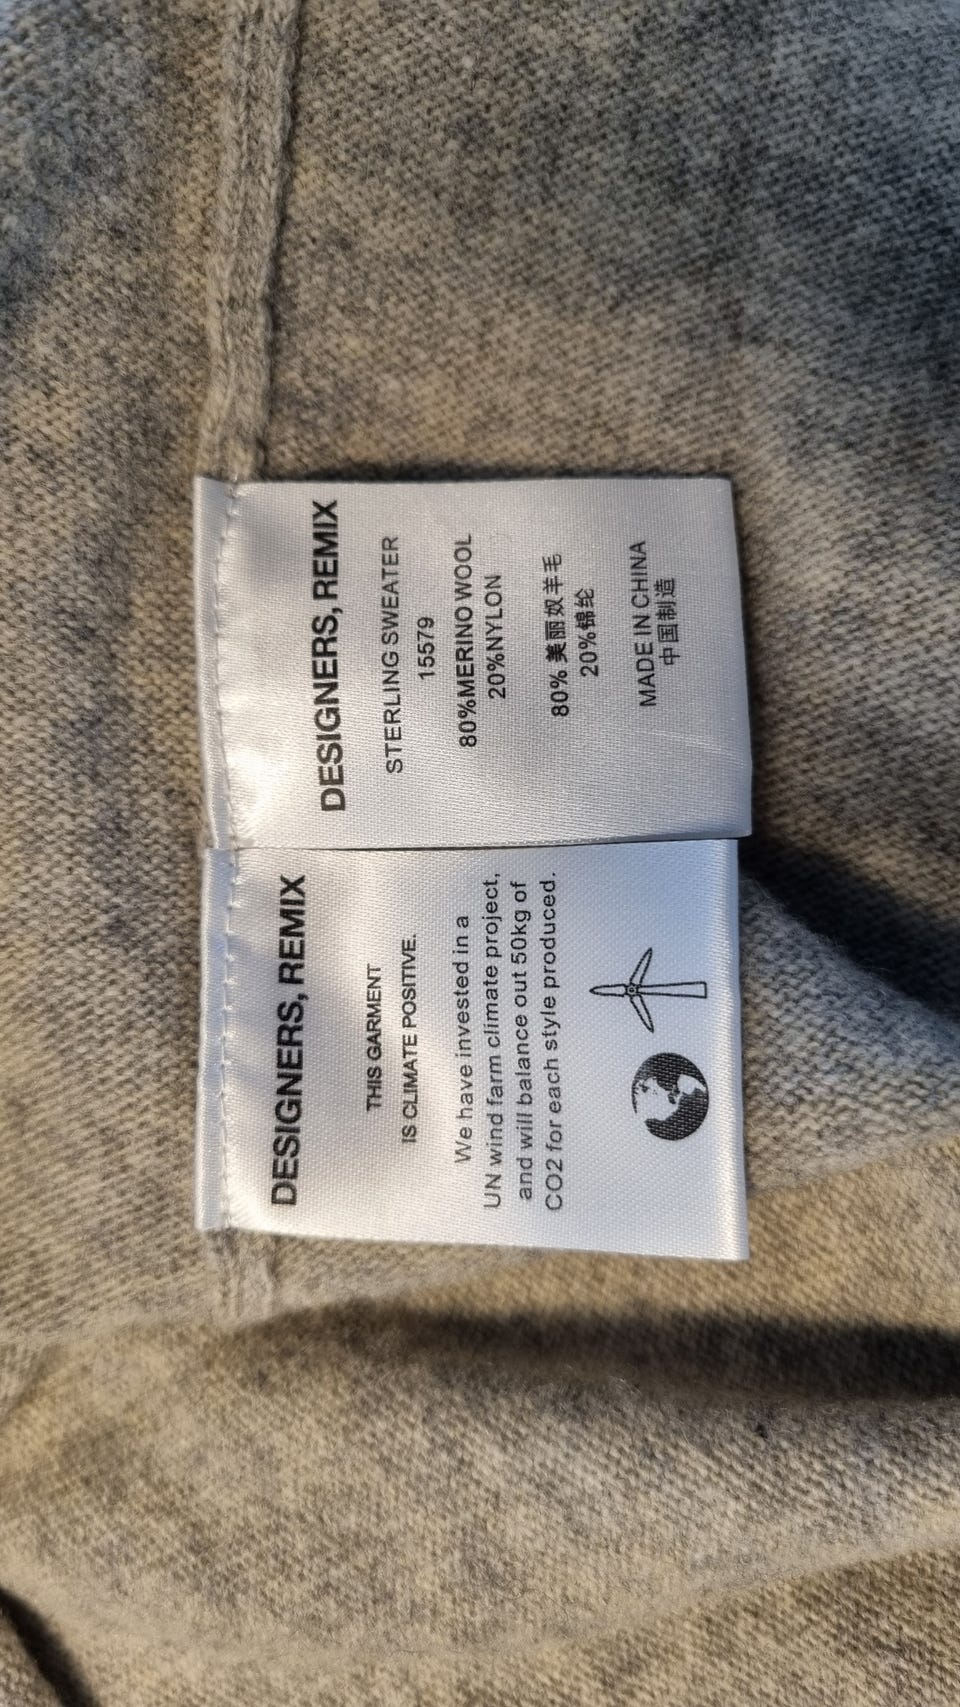 DESIGNERS, REMIX
THIS GARMENT
IS CLIMATE POSITIVE.
We have invested in a
UN wind farm climate project,
and will balance out 50kg of
CO2 for each style produced.
DESIGNERS, REMIX
STERLING SWEATER
15579
80%MERINO WOOL
20%NYLON
80% 美丽奴羊毛
20%锦纶
MADE IN CHINA
中国制造